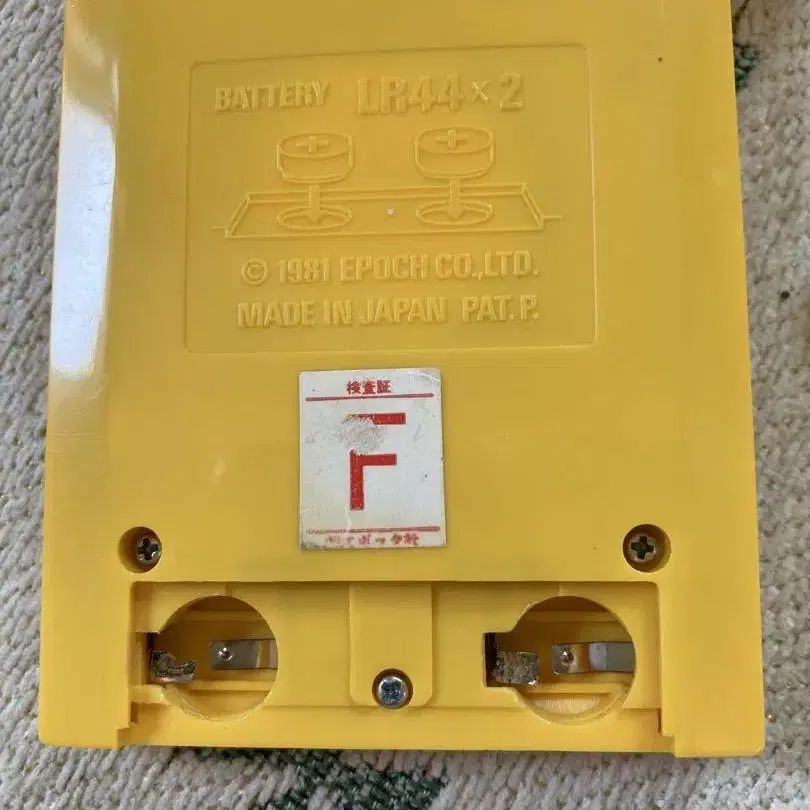 BATTERY LR44×2
© 1981 EPOCH CO.,LTD.
MADE IN JAPAN PAT.P.
検査証
F